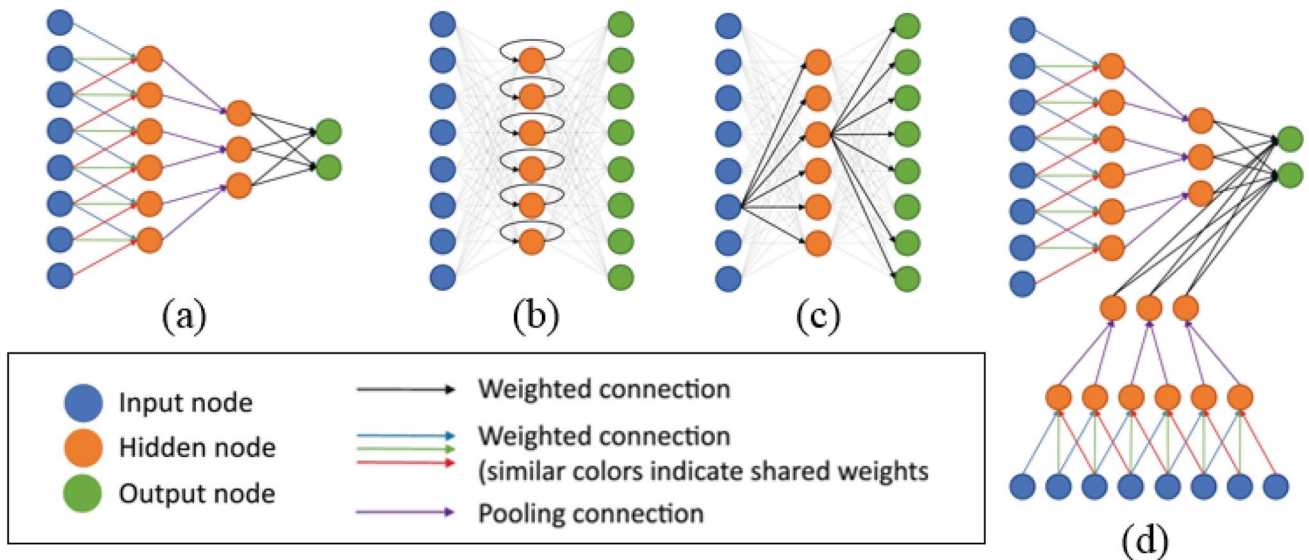 (a)
(b)
(c)
Input node
Hidden node
Output node
Weighted connection
Weighted connection
(similar colors indicate shared weights
Pooling connection
(d)